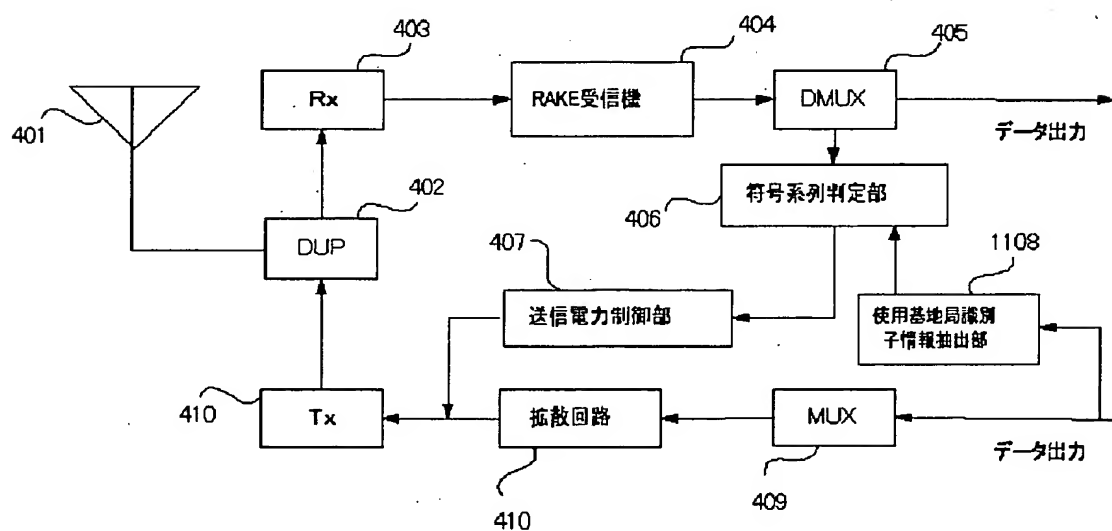 403
404
405
Rx
RAKE受信機
DMUX
401
データ出力
402
符号系列判定部
406
DUP
407
1108
送信電力制御部
使用基地局識別
子情報抽出部
410
Tx
拡散回路
MUX
データ出力
410
409